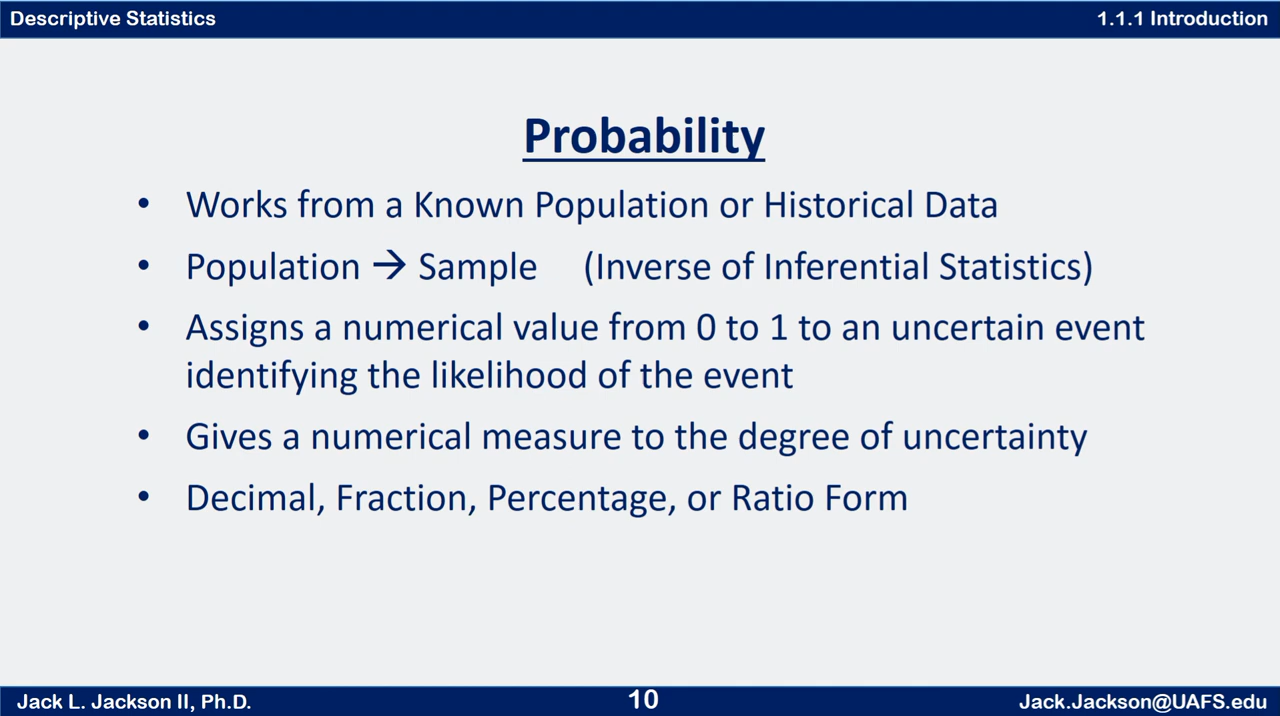 Descriptive Statistics
1.1.1 Introduction
Probability
• Works from a Known Population or Historical Data
• Population → Sample (Inverse of Inferential Statistics)
• Assigns a numerical value from 0 to 1 to an uncertain event
identifying the likelihood of the event
• Gives a numerical measure to the degree of uncertainty
• Decimal, Fraction, Percentage, or Ratio Form
Jack L. Jackson II, Ph.D.
10
Jack.Jackson@UAFS.edu